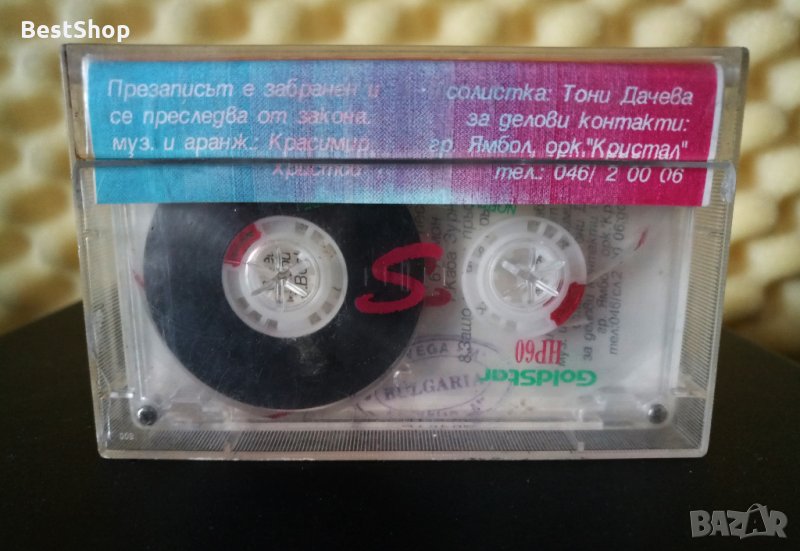 BestShop
Презаписът е забранен и
се преследва от закона.
муз. и аранж.: Красимир
Христов
солистка: Тони Дачева
за делови контакти:
гр. Ямбол, орк."Кристал"
тел.: 046/ 2 00 06
S
BULGARIA
GoldStar
HP60
BAZAR